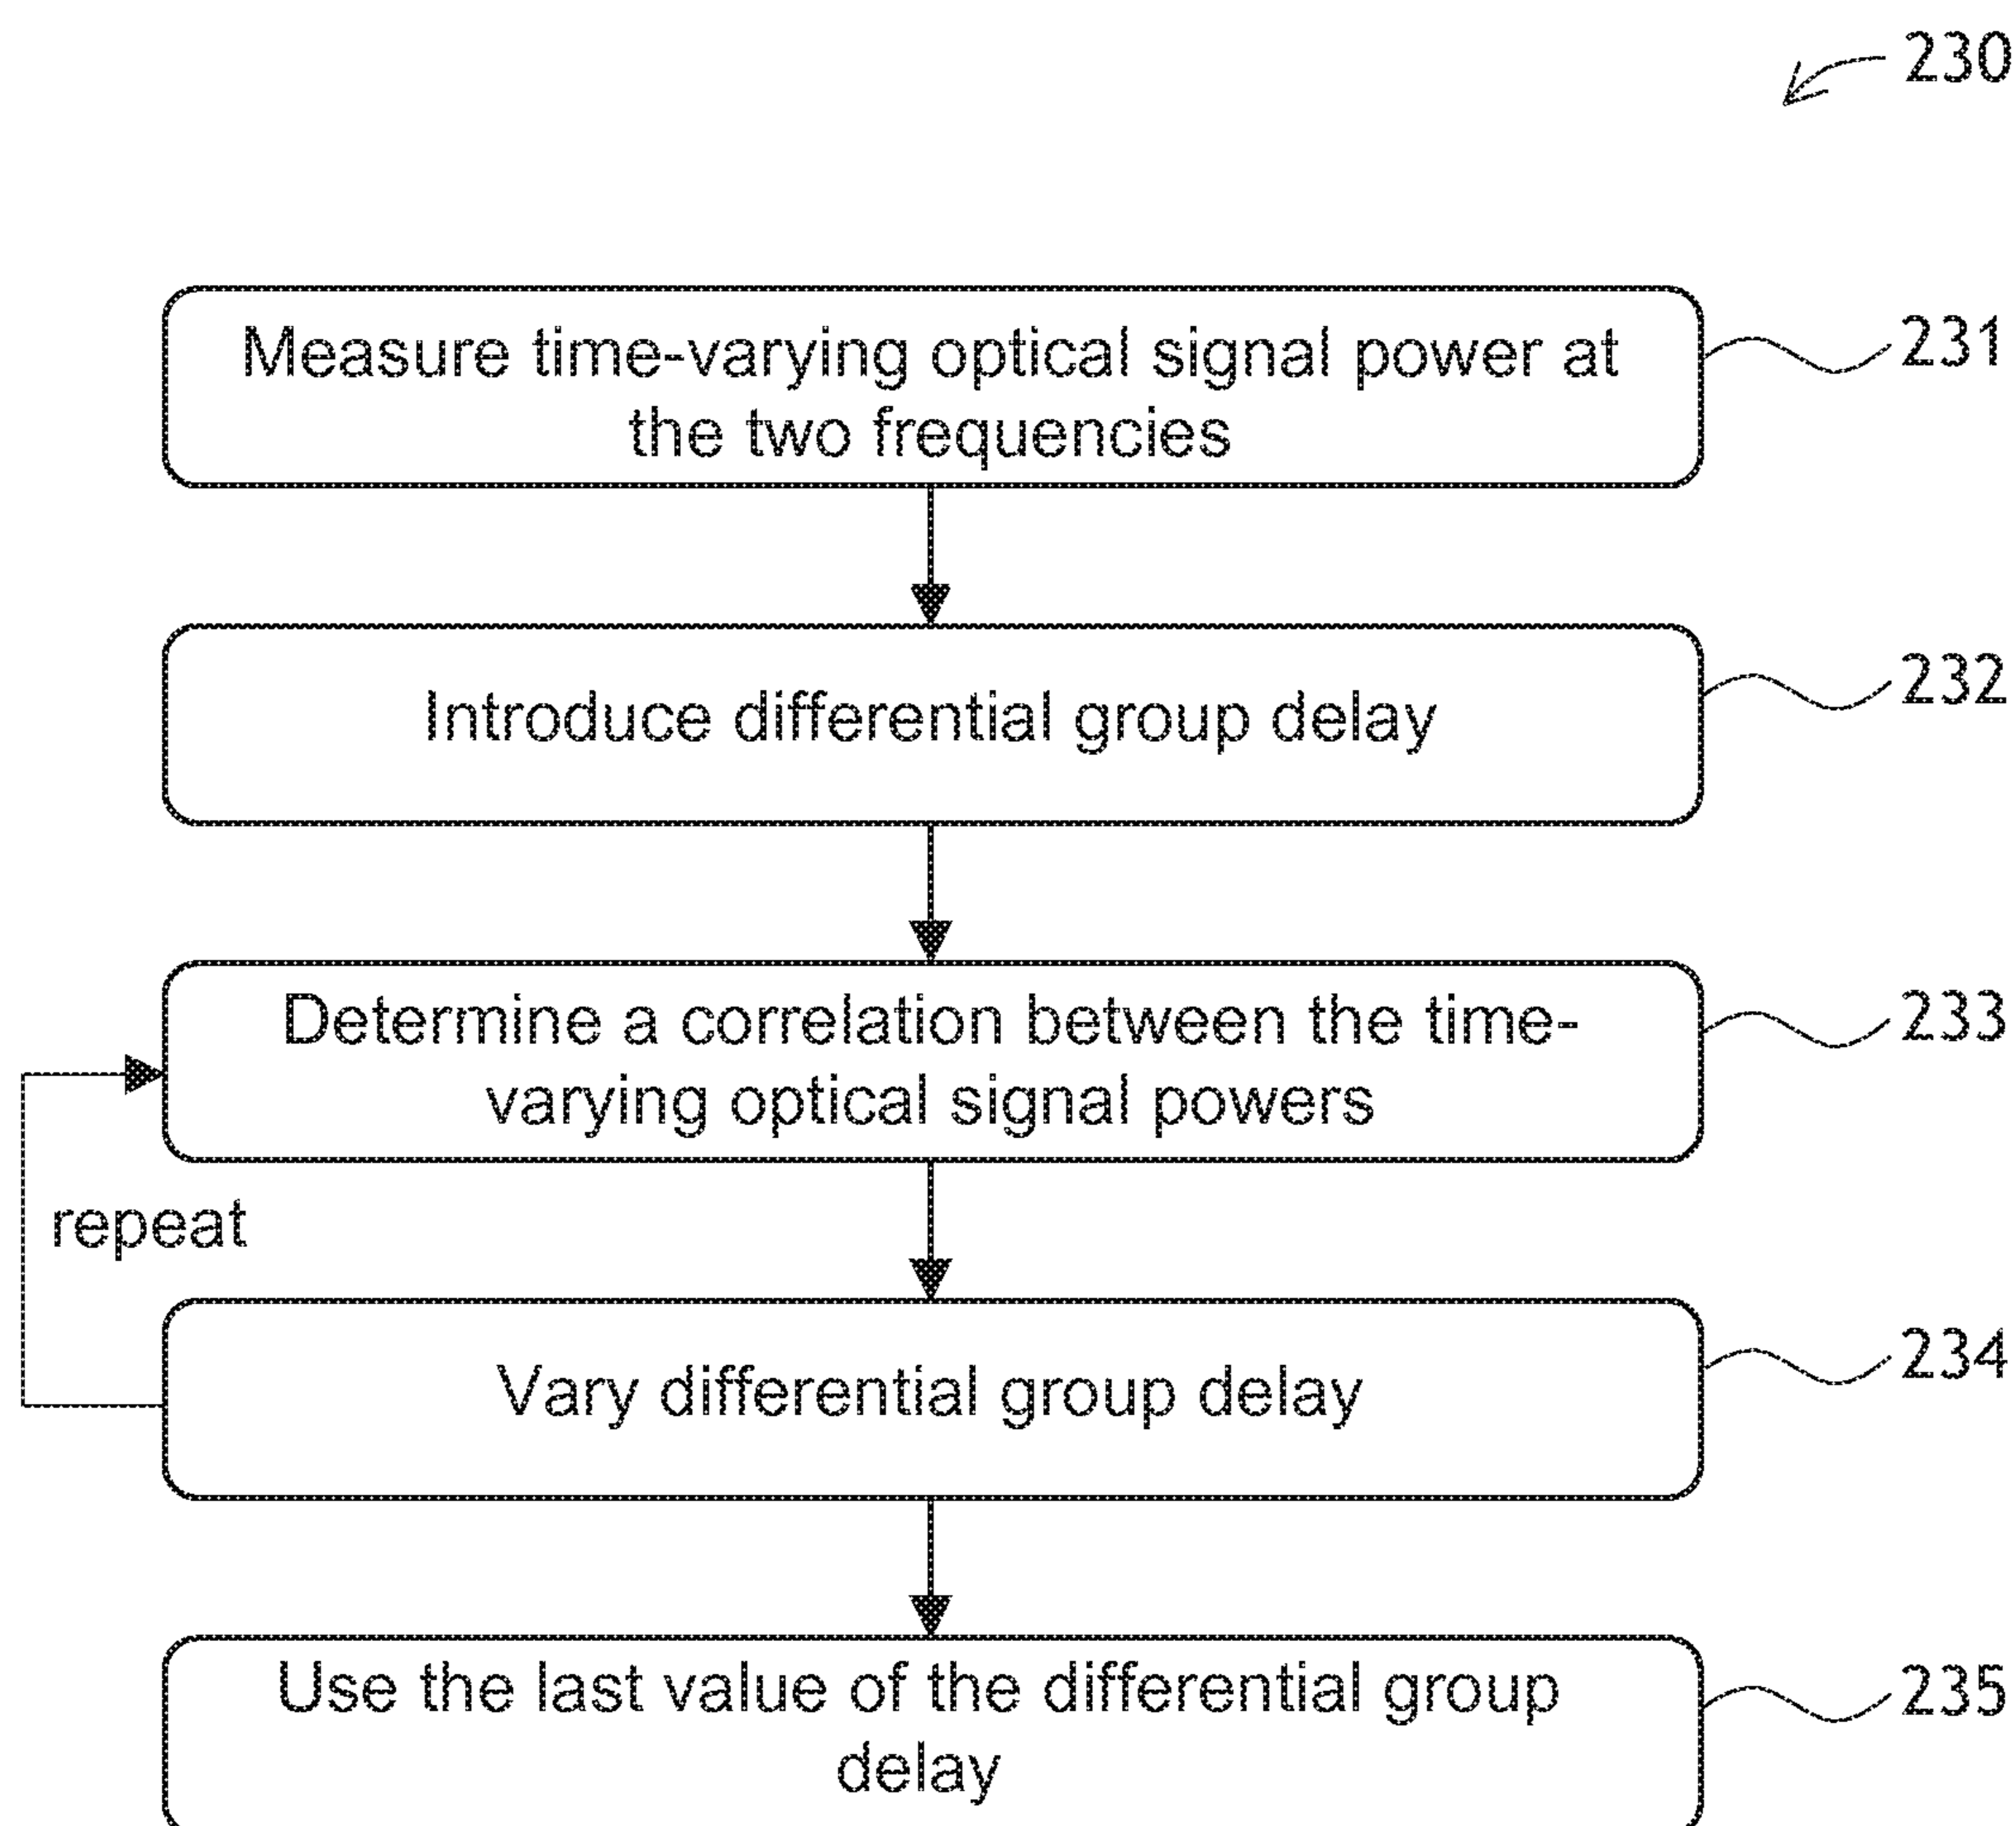 230
Measure time-varying optical signal power at
the two frequencies
231
Introduce differential group delay
232
Determine a correlation between the time-
varying optical signal powers
233
repeat
Vary differential group delay
234
Use the last value of the differential group
delay
235